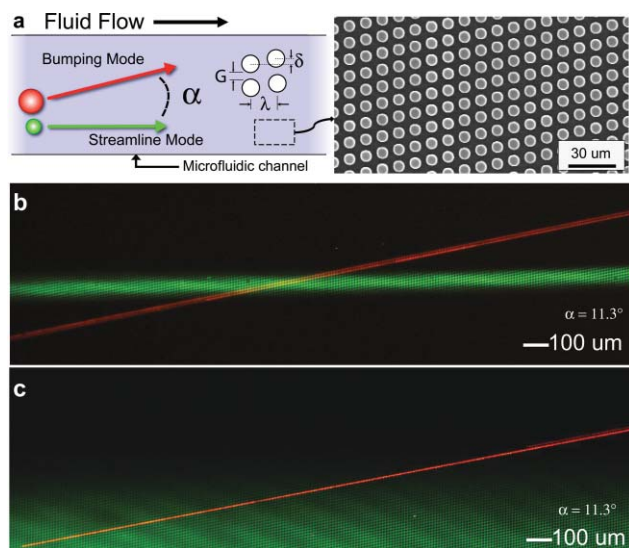 a Fluid Flow
Bumping Mode
α
Streamline Mode
G
δ
λ
Microfluidic channel
30 um
b
α = 11.3°
100 um
c
α = 11.3°
100 um